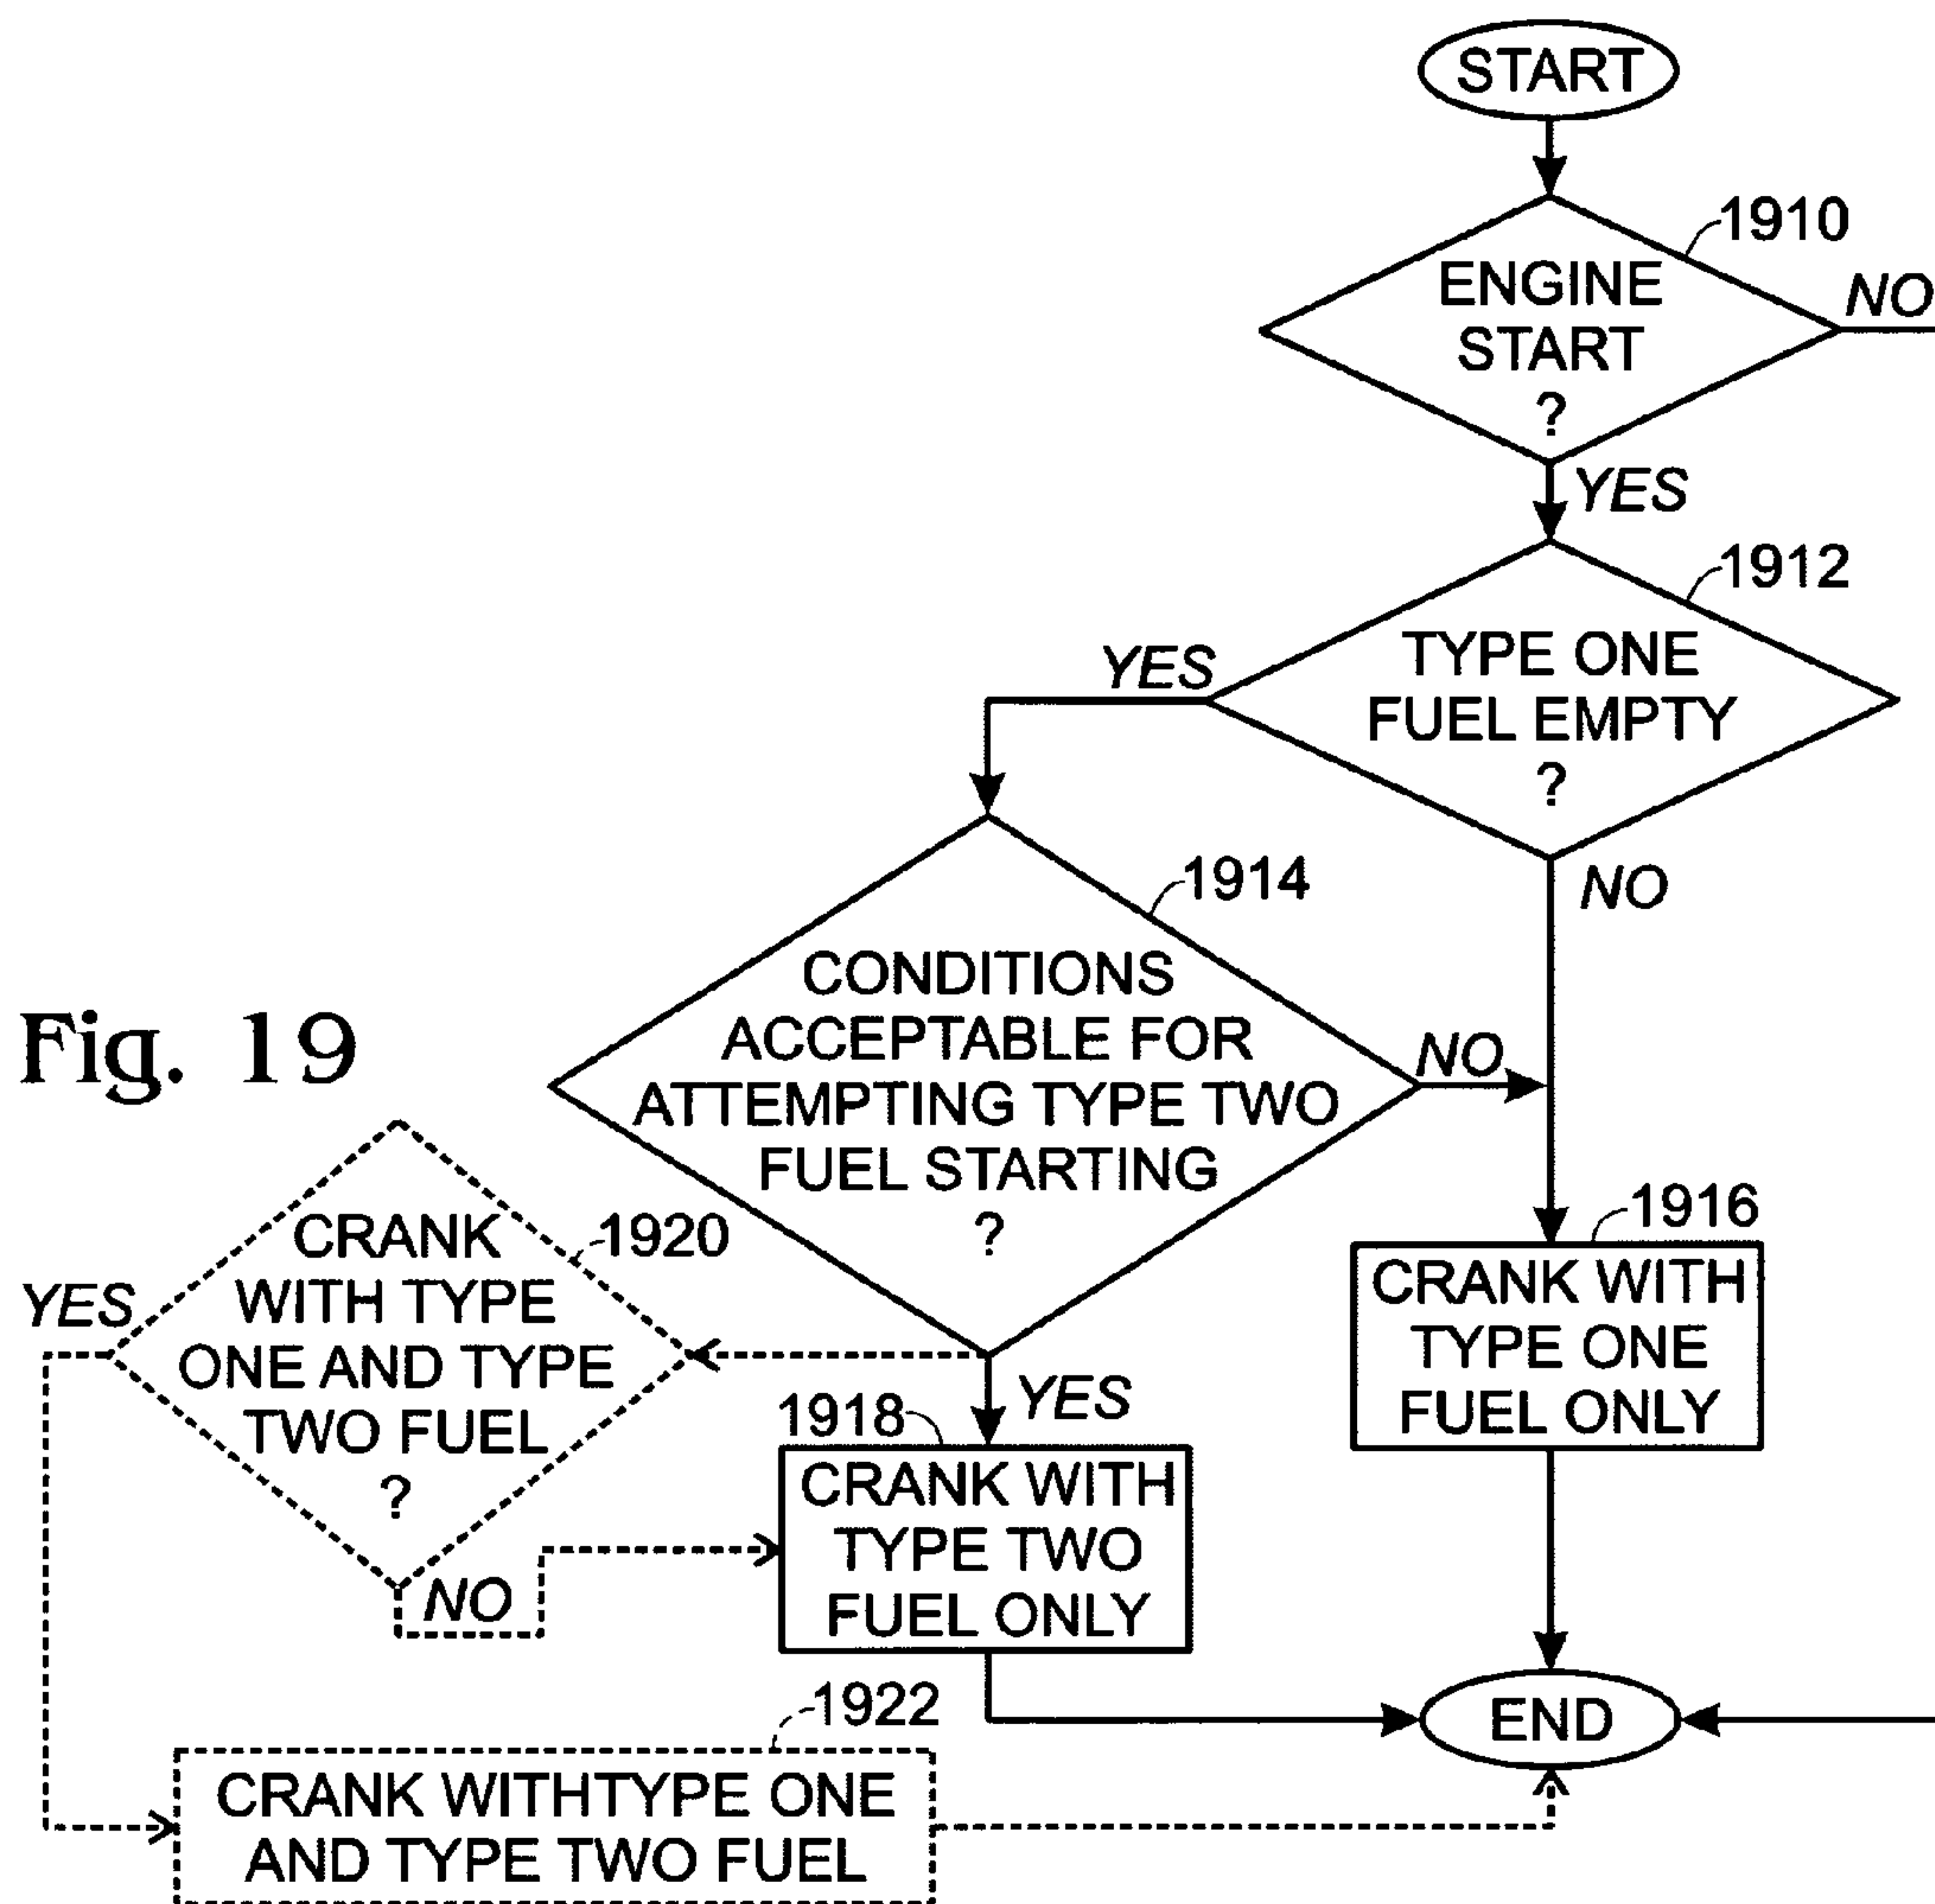 START
1910
ENGINE
START
?
NO
YES
1912
TYPE ONE
FUEL EMPTY
?
YES
NO
1914
CONDITIONS
ACCEPTABLE FOR
ATTEMPTING TYPE TWO
FUEL STARTING
?
NO
YES
Fig. 19
1920
CRANK
WITH TYPE
ONE AND TYPE
TWO FUEL
?
YES
NO
1916
CRANK WITH
TYPE ONE
FUEL ONLY
1918
CRANK WITH
TYPE TWO
FUEL ONLY
1922
CRANK WITHTYPE ONE
AND TYPE TWO FUEL
END